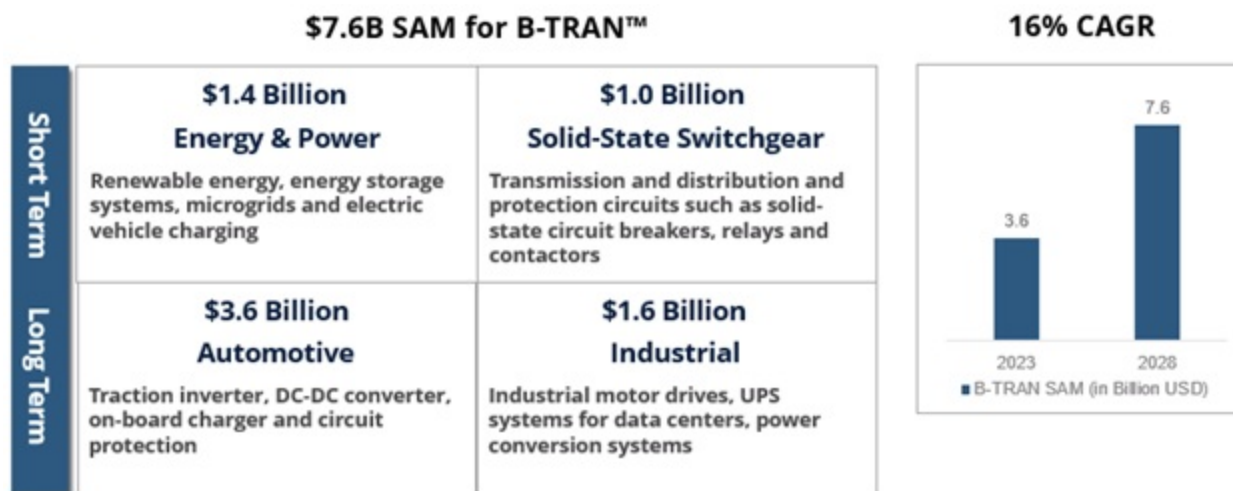 $7.6B SAM for B-TRAN™
16% CAGR
Short Term
$1.4 Billion
Energy & Power
Renewable energy, energy storage
systems, microgrids and electric
vehicle charging
$1.0 Billion
Solid-State Switchgear
Transmission and distribution and
protection circuits such as solid-
state circuit breakers, relays and
contactors
Long Term
$3.6 Billion
Automotive
Traction inverter, DC-DC converter,
on-board charger and circuit
protection
$1.6 Billion
Industrial
Industrial motor drives, UPS
systems for data centers, power
conversion systems
7.6
3.6
2023
2028
B-TRAN SAM (in Billion USD)